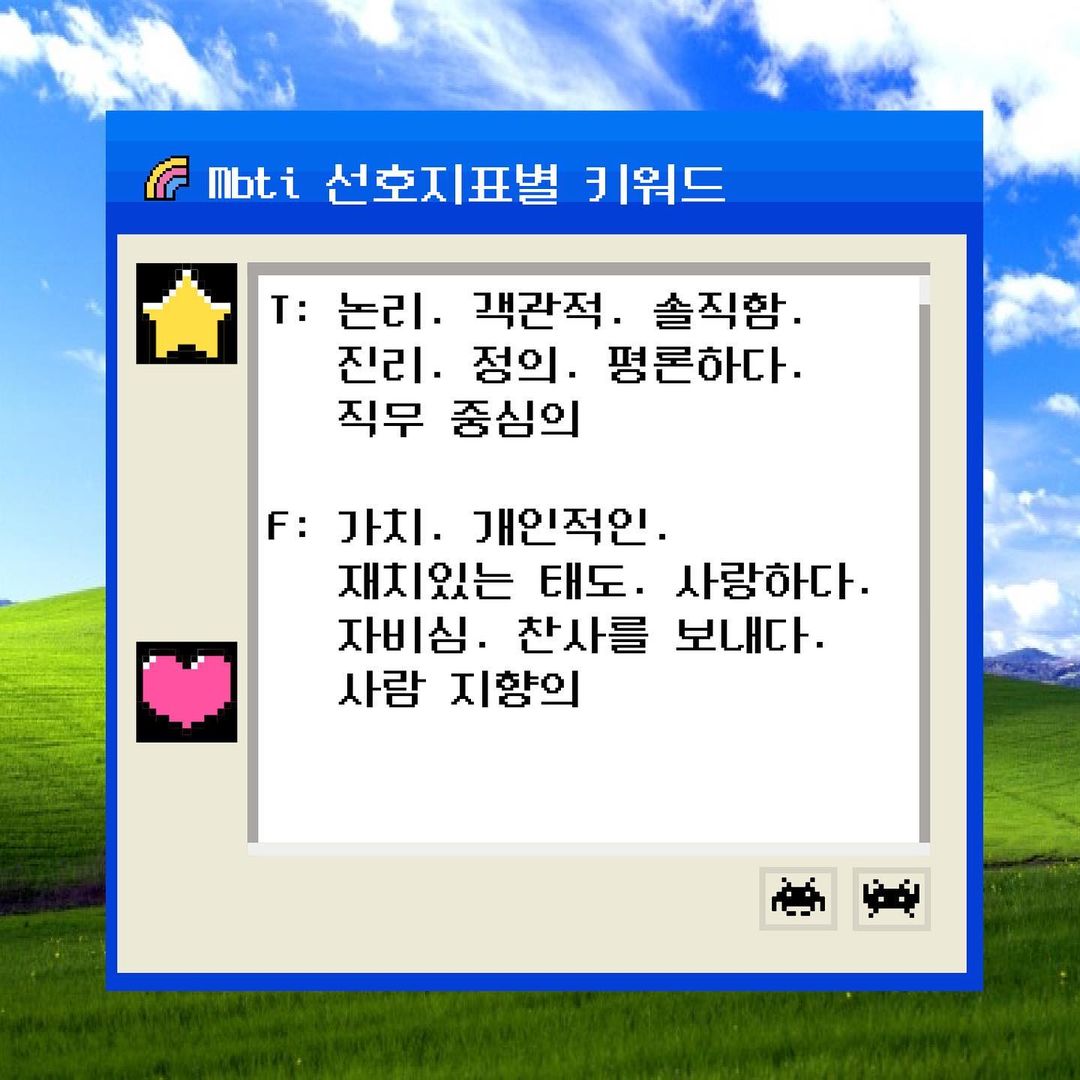 Mbti 선호지표별 키워드
T: 논리. 객관적. 솔직함.
진리. 정의. 평론하다.
직무 중심의
F: 가치. 개인적인.
재치있는 태도. 사랑하다.
자비심. 찬사를 보내다.
사람 지향의